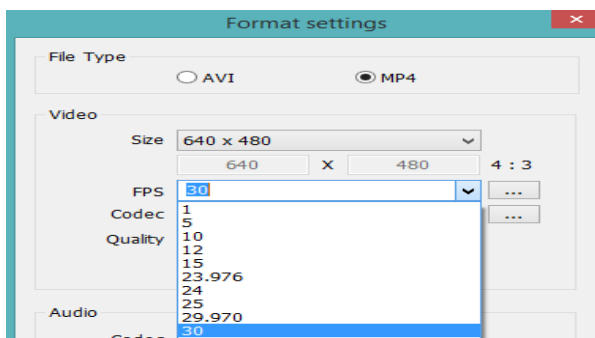 Format settings
File Type
AVI MP4
Video
Size 640 x 480
640 X 480 4 : 3
FPS 30 ...
Codec ...
Quality
1
5
10
12
15
23.976
24
25
29.970
30
Audio
Codec